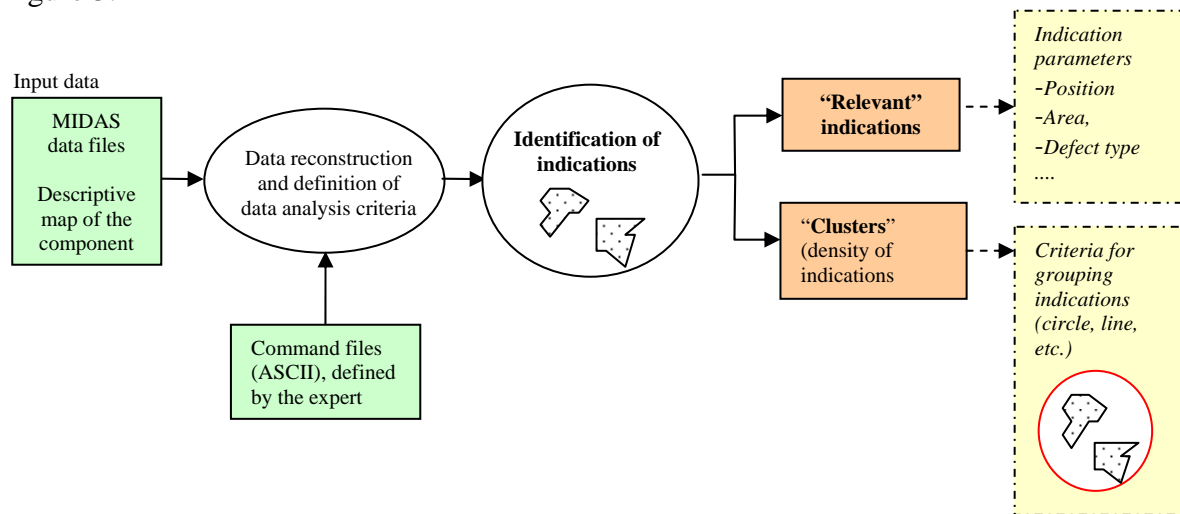 Input data
MIDAS
data files
Descriptive
map of the
component
Data reconstruction
and definition of
data analysis criteria
Command files
(ASCII), defined
by the expert
Identification of
indications
“Relevant”
indications
“Clusters”
(density of
indications
Indication
parameters
-Position
-Area,
-Defect type
....
Criteria for
grouping
indications
(circle, line,
etc.)